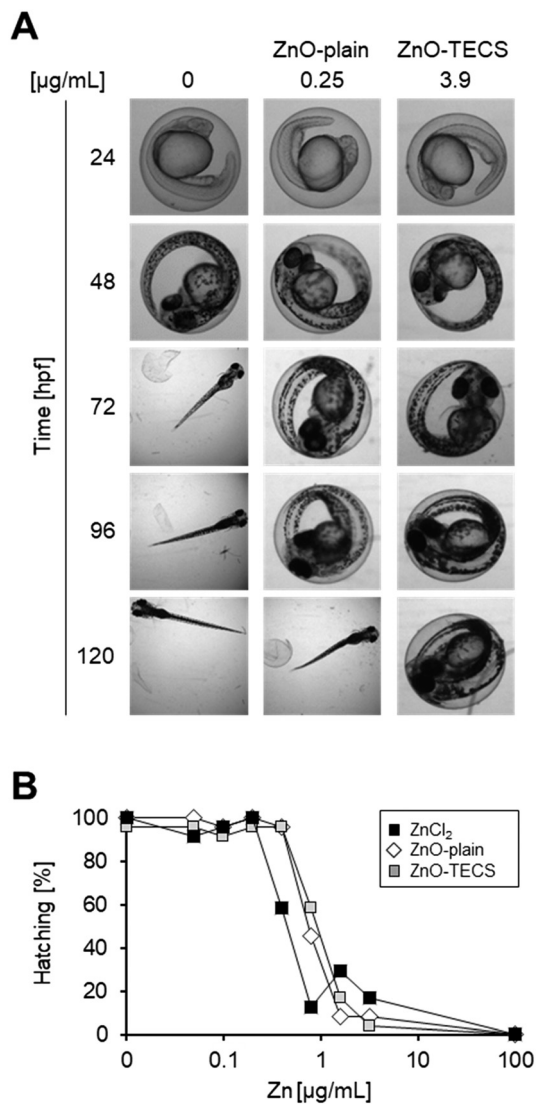 A
ZnO-plain ZnO-TECS
[µg/mL] 0 0.25 3.9
24
48
Time [hpf]
72
96
120
B
100
80
60
40
20
0
Hatching [%]
ZnCl₂
ZnO-plain
ZnO-TECS
0 0.1 1 10 100
Zn [µg/mL]